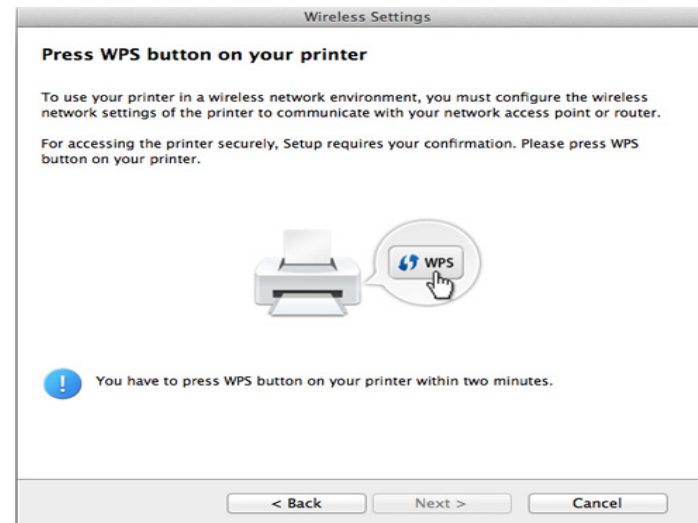 Wireless Settings
Press WPS button on your printer
To use your printer in a wireless network environment, you must configure the wireless
network settings of the printer to communicate with your network access point or router.
For accessing the printer securely, Setup requires your confirmation. Please press WPS
button on your printer.
WPS
! You have to press WPS button on your printer within two minutes.
< Back Next > Cancel